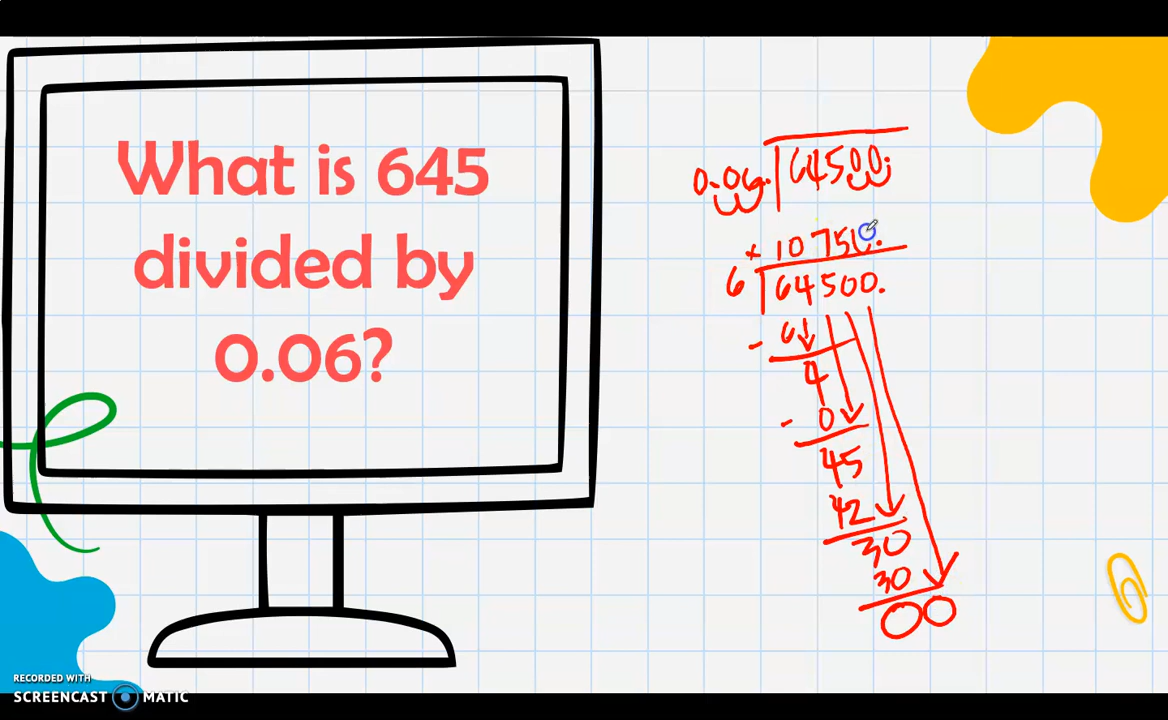 What is 645
divided by
0.06?
0.06.
64500.
× 1075 .
6
64500.
- 6
4
- 0
45
42
30
30
00
RECORDED WITH
SCREENCAST MATIC